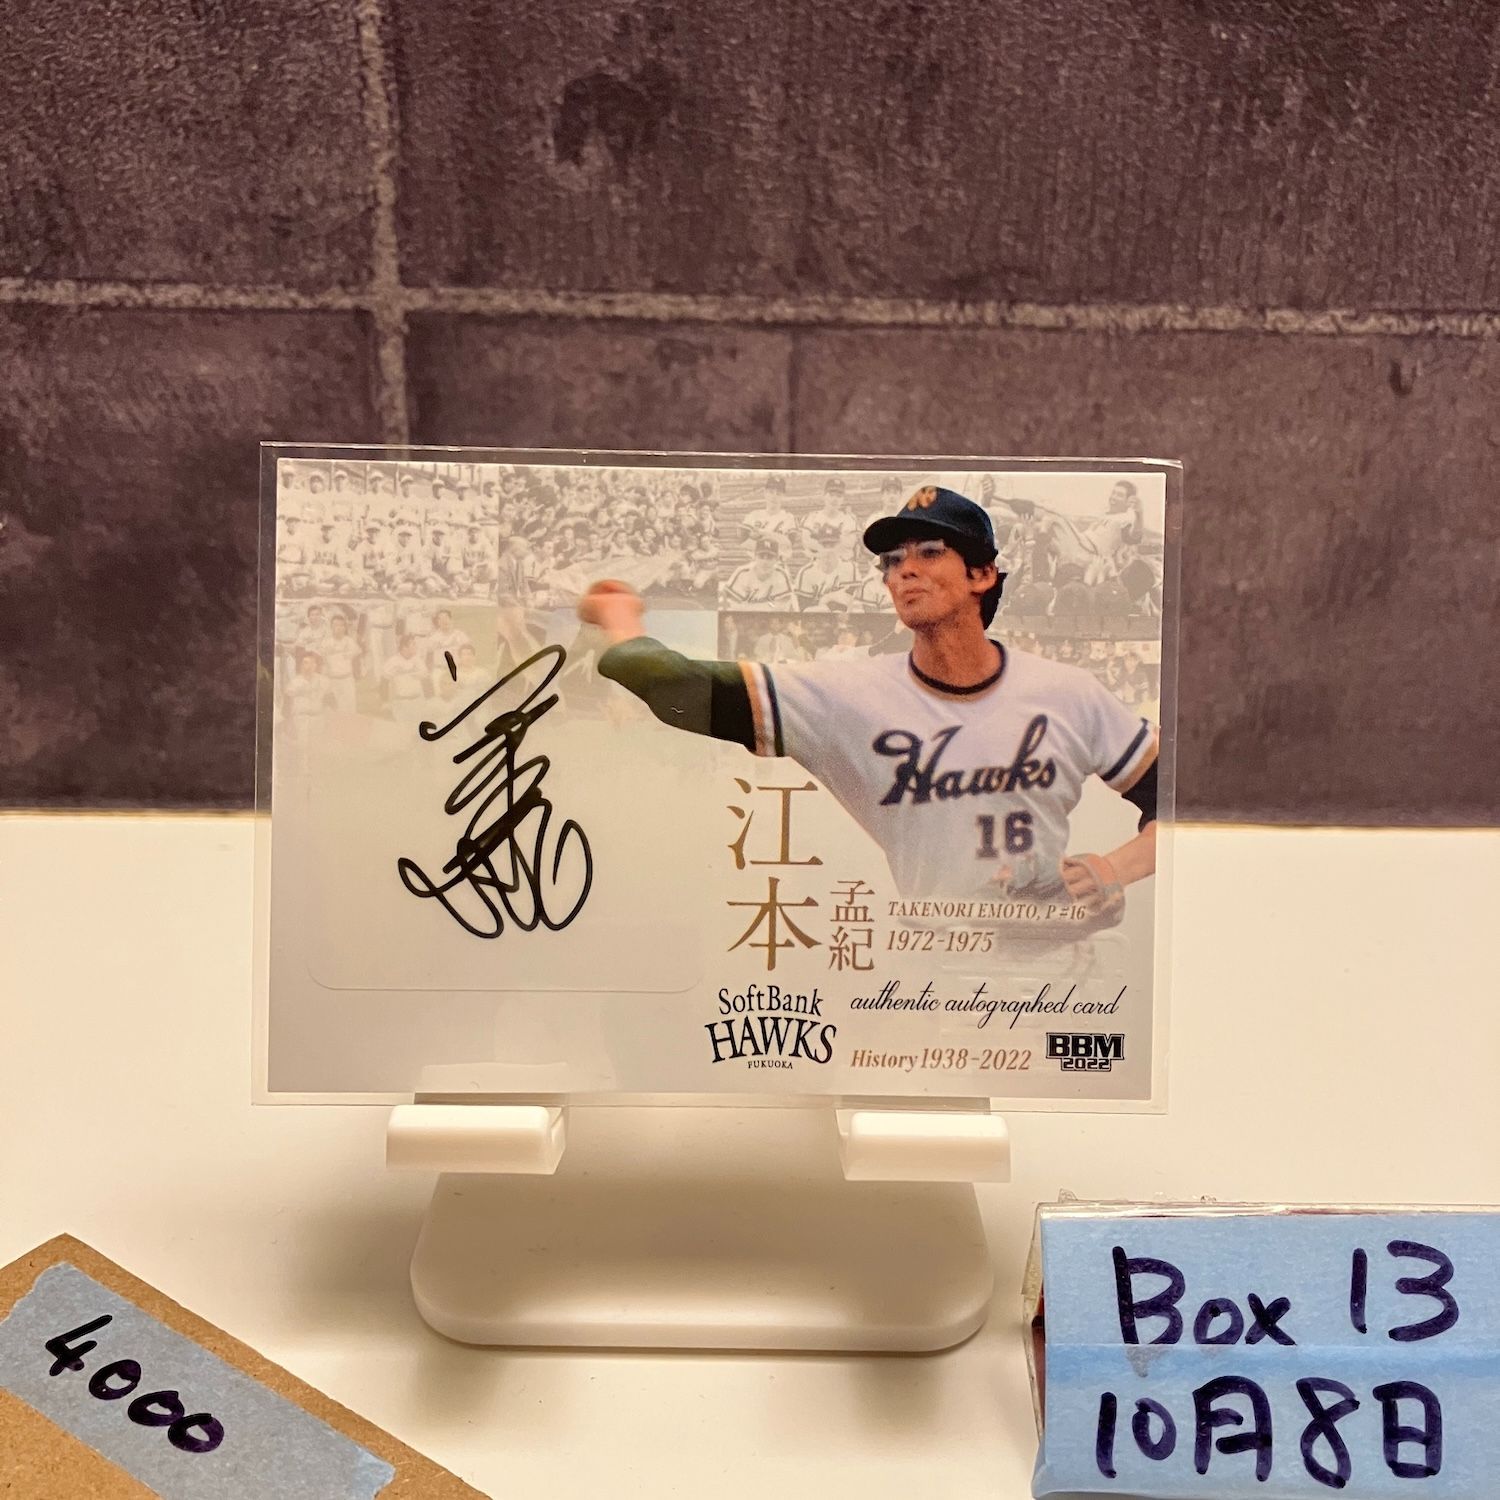 Hawks
16
江本
孟紀
TAKENORI EMOTO, P #16
1972-1975
SoftBank
HAWKS
FUKUOKA
authentic autographed card
History 1938-2022
BBM
2022
4000
Box 13
10月8日